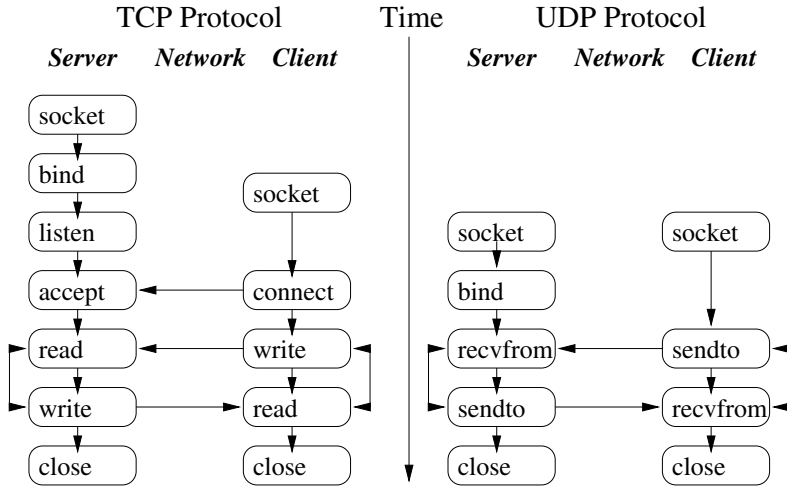 TCP Protocol Time UDP Protocol
Server Network Client Server Network Client
socket
bind
socket
listen socket socket
accept connect bind
read write recvfrom sendto
write read sendto recvfrom
close close close close